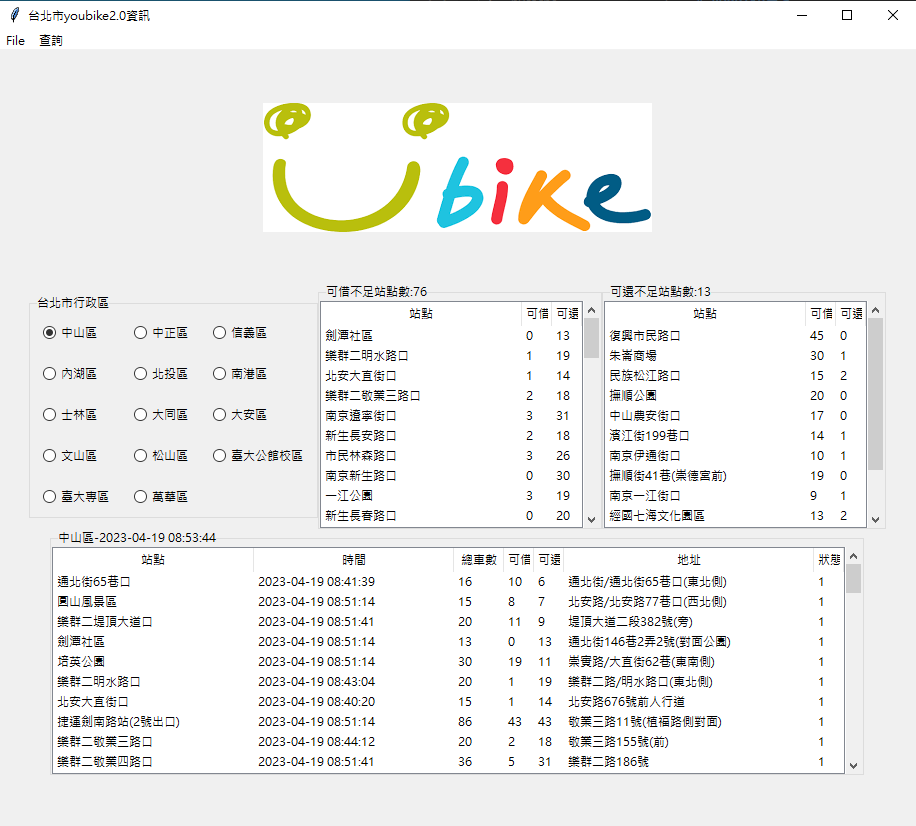 台北市youbike2.0資訊
File 查詢
Ubike
台北市行政區
中山區 中正區 信義區
內湖區 北投區 南港區
士林區 大同區 大安區
文山區 松山區 臺大公館校區
臺大專區 萬華區
可借不足站點數:76
站點 可借 可還
劍潭社區 0 13
樂群二明水路口 1 19
北安大直街口 1 14
樂群二敬業三路口 2 18
南京遼寧街口 3 31
新生長安路口 2 18
市民林森路口 3 26
南京新生路口 0 30
一江公園 3 19
新生長春路口 0 20
可還不足站點數:13
站點 可借 可還
復興市民路口 45 0
朱崙商場 30 1
民族松江路口 15 2
撫順公園 20 0
中山農安街口 17 0
濱江街199巷口 14 1
南京伊通街口 10 1
撫順街41巷(崇德宮前) 19 0
南京一江街口 9 1
經國七海文化園區 13 2
中山區-2023-04-19 08:53:44
站點 時間 總車數 可借 可還 地址 狀態
通北街65巷口 2023-04-19 08:41:39 16 10 6 通北街/通北街65巷口(東北側) 1
圓山風景區 2023-04-19 08:51:14 15 8 7 北安路/北安路77巷口(西北側) 1
樂群二堤頂大道口 2023-04-19 08:51:41 20 11 9 堤頂大道二段382號(旁) 1
劍潭社區 2023-04-19 08:51:14 13 0 13 通北街146巷2弄2號(對面公園) 1
培英公園 2023-04-19 08:51:14 30 19 11 崇實路/大直街62巷(東南側) 1
樂群二明水路口 2023-04-19 08:43:04 20 1 19 樂群二路/明水路口(東北側) 1
北安大直街口 2023-04-19 08:40:20 15 1 14 北安路676號前人行道 1
捷運劍南路站(2號出口) 2023-04-19 08:51:14 86 43 43 敬業三路11號(植福路側對面) 1
樂群二敬業三路口 2023-04-19 08:44:12 20 2 18 敬業三路155號(前) 1
樂群二敬業四路口 2023-04-19 08:51:41 36 5 31 樂群二路186號 1